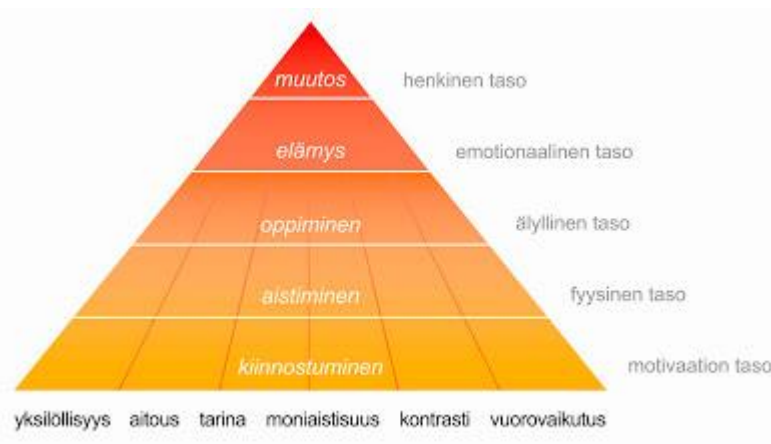 muutos henkinen taso
elämys emotionaalinen taso
oppiminen älyllinen taso
aistiminen fyysinen taso
kiinnostuminen motivaation taso
yksilöllisyys aitous tarina moniaistisuus kontrasti vuorovaikutus